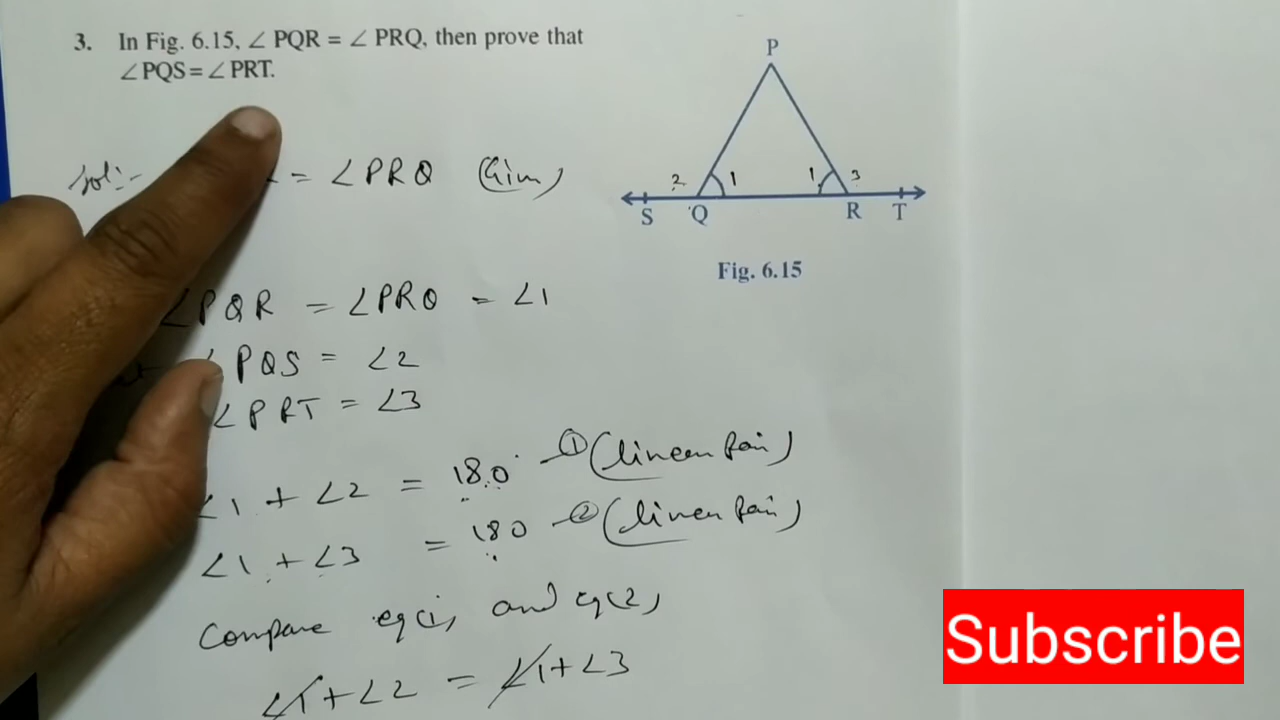 3. In Fig. 6.15, ∠ PQR = ∠ PRQ, then prove that
∠PQS = ∠ PRT.
P
2 1 1 3
S Q R T
Fig. 6.15
Sol:- = ∠PRQ (Given)
∠PQR = ∠PRQ = ∠1
∠PQS = ∠2
∠PRT = ∠3
∠1 + ∠2 = 180° —① (linear pair)
∠1 + ∠3 = 180 —② (linear pair)
Compare eq(1) and eq(2)
∠1 + ∠2 = ∠1 + ∠3
Subscribe